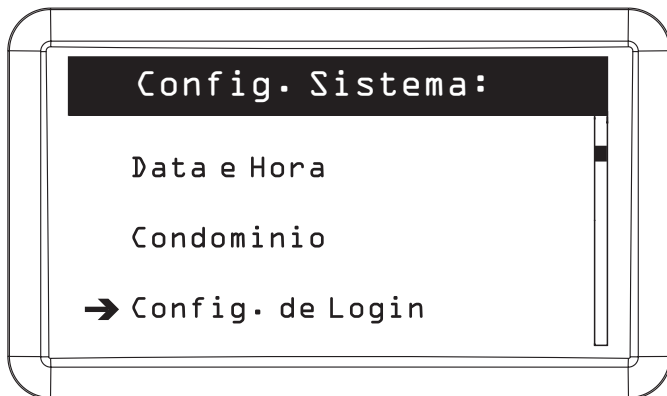 Config. Sistema:
Data e Hora
Condominio
Config. de Login